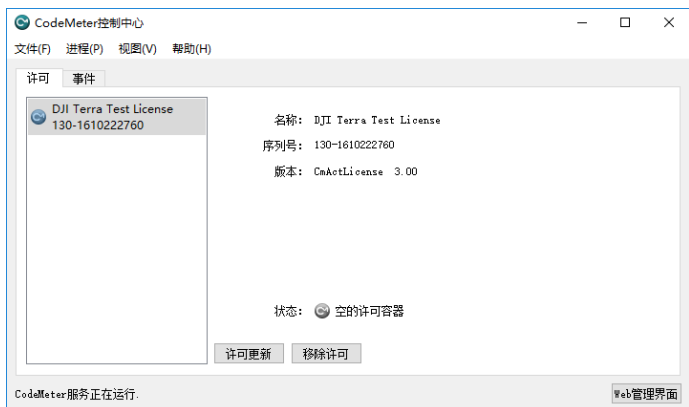 CodeMeter控制中心
文件(F) 进程(P) 视图(V) 帮助(H)
许可 事件
DJI Terra Test License
130-1610222760
名称: DJI Terra Test License
序列号: 130-1610222760
版本: CmActLicense 3.00
状态: 空的许可容器
许可更新 移除许可
CodeMeter服务正在运行. Web管理界面